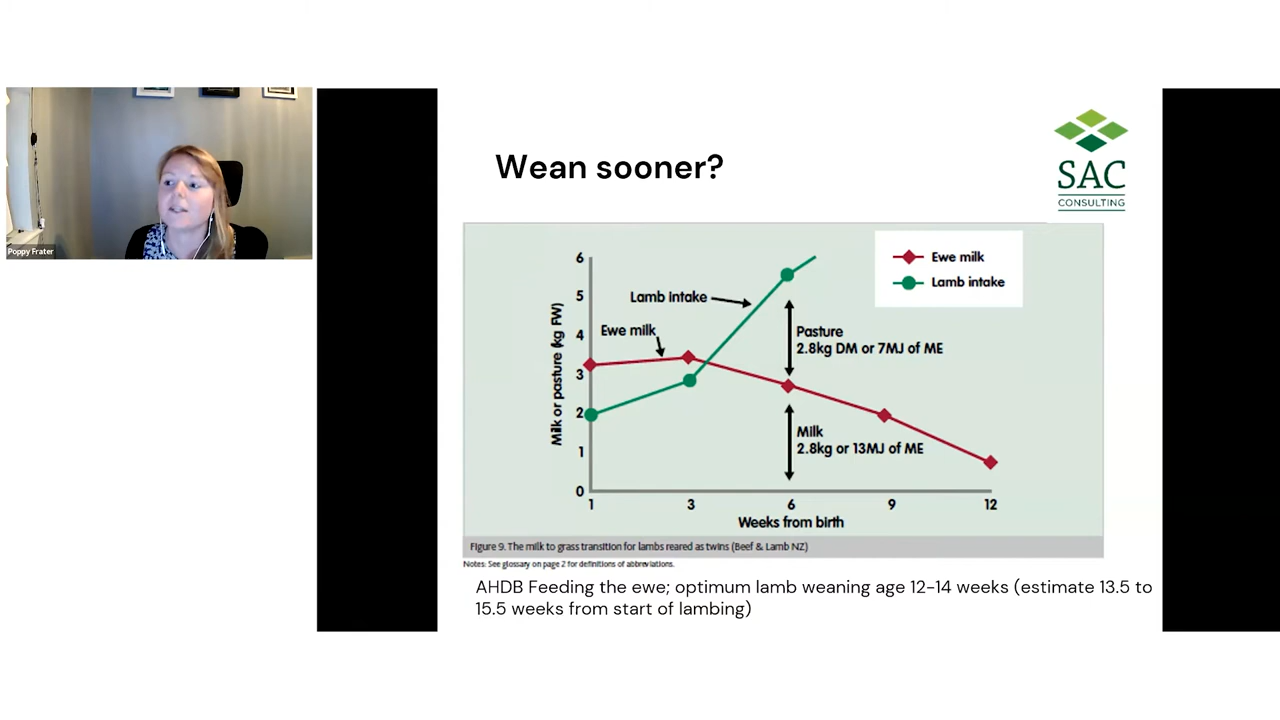 Poppy Frater
Wean sooner?
SAC
CONSULTING
Ewe milk
Lamb intake
Lamb intake
Ewe milk
Pasture
2.8kg DM or 7MJ of ME
Milk
2.8kg or 13MJ of ME
Milk or pasture (kg FW)
6
5
4
3
2
1
0
1 3 6 9 12
Weeks from birth
Figure 9. The milk to grass transition for lambs reared as twins (Beef & Lamb NZ)
Notes: See glossary on page 2 for definitions of abbreviations.
AHDB Feeding the ewe; optimum lamb weaning age 12-14 weeks (estimate 13.5 to
15.5 weeks from start of lambing)